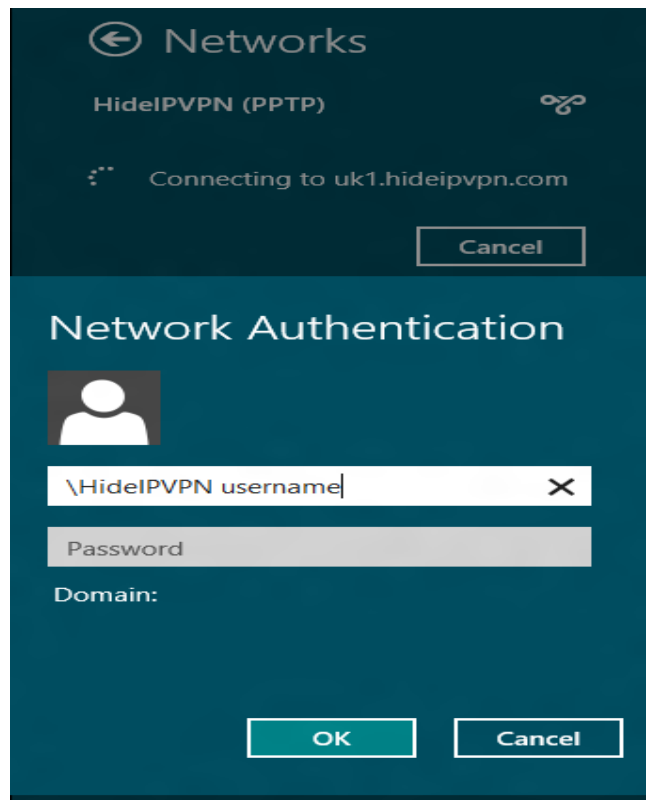 Networks
HideIPVPN (PPTP)
Connecting to uk1.hideipvpn.com
Cancel
Network Authentication
\HideIPVPN username
Password
Domain:
OK Cancel